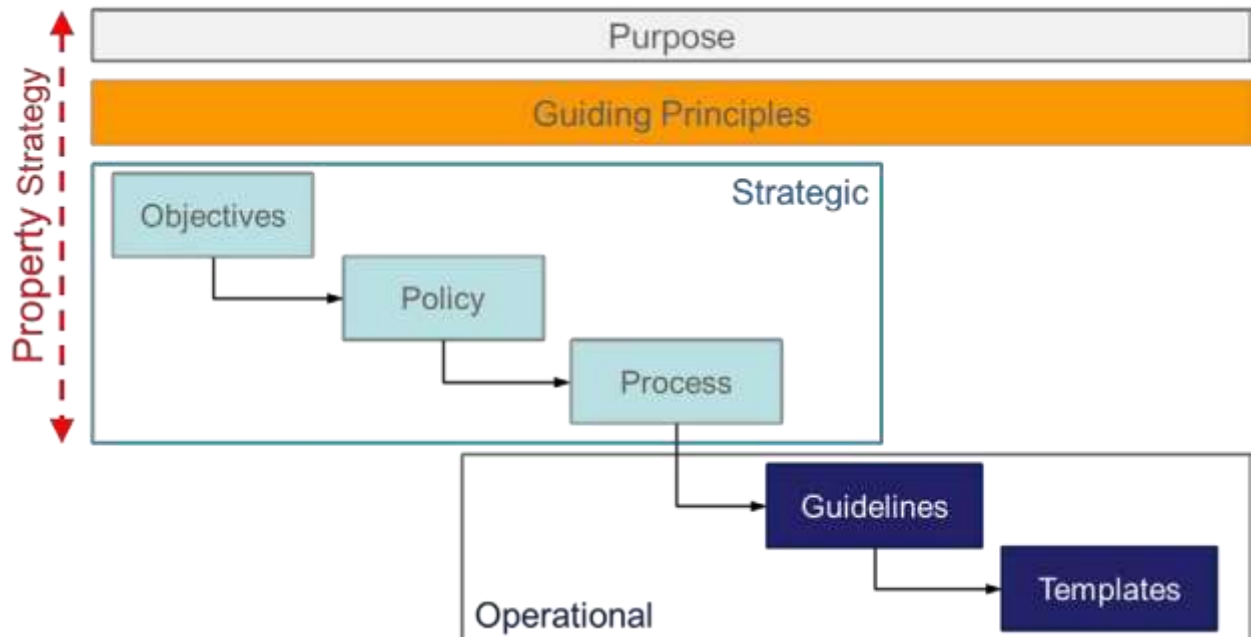 Purpose
Guiding Principles
Property Strategy
Strategic
Objectives
Policy
Process
Guidelines
Templates
Operational